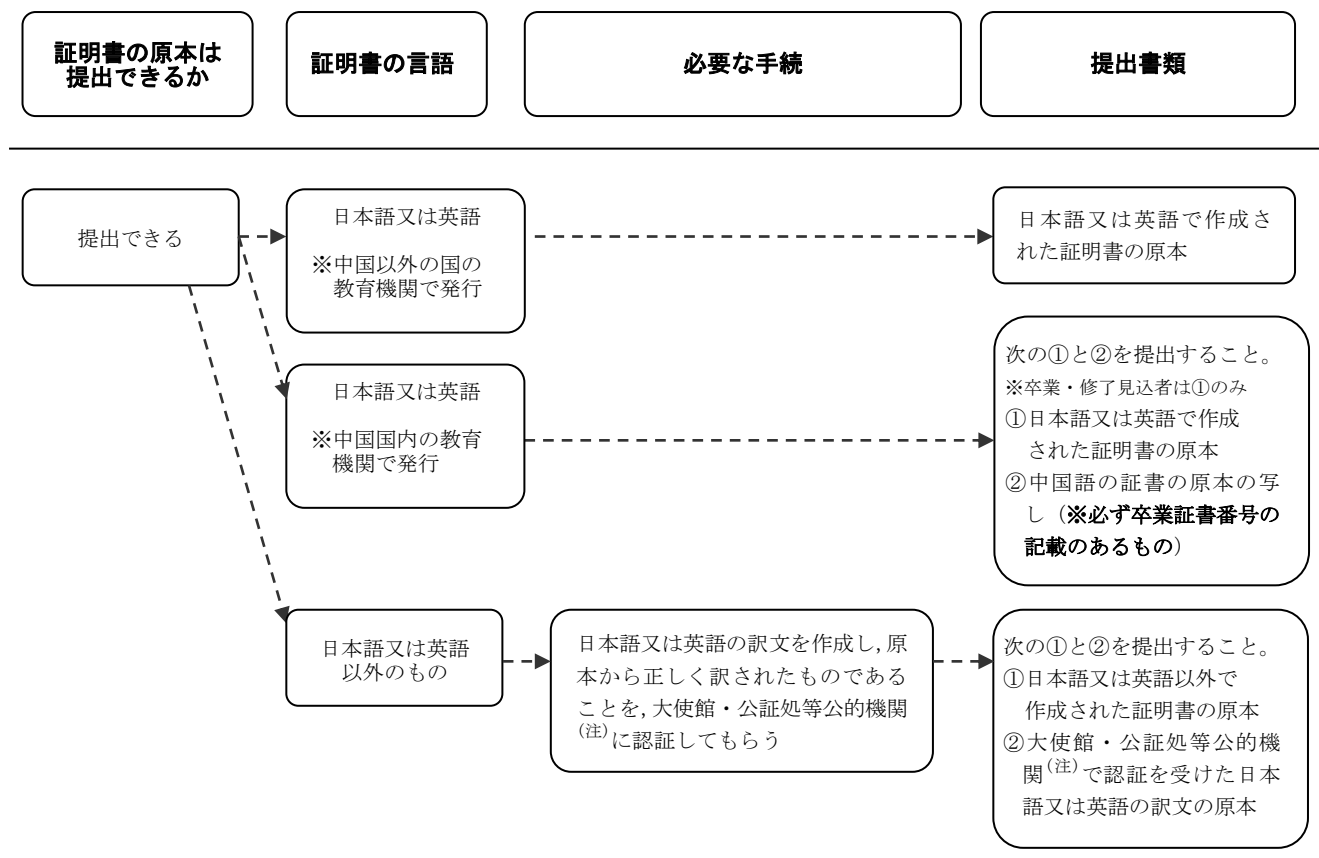 証明書の原本は
提出できるか
証明書の言語
必要な手続
提出書類
提出できる
日本語又は英語
※中国以外の国の
教育機関で発行
日本語又は英語で作成さ
れた証明書の原本
日本語又は英語
※中国国内の教育
機関で発行
次の①と②を提出すること。
※卒業・修了見込者は①のみ
①日本語又は英語で作成
された証明書の原本
②中国語の証書の原本の写
し（※必ず卒業証書番号の
記載のあるもの）
日本語又は英語
以外のもの
日本語又は英語の訳文を作成し,原
本から正しく訳されたものである
ことを,大使館・公証処等公的機関
(注)に認証してもらう
次の①と②を提出すること。
①日本語又は英語以外で
作成された証明書の原本
②大使館・公証処等公的機
関(注)で認証を受けた日本
語又は英語の訳文の原本